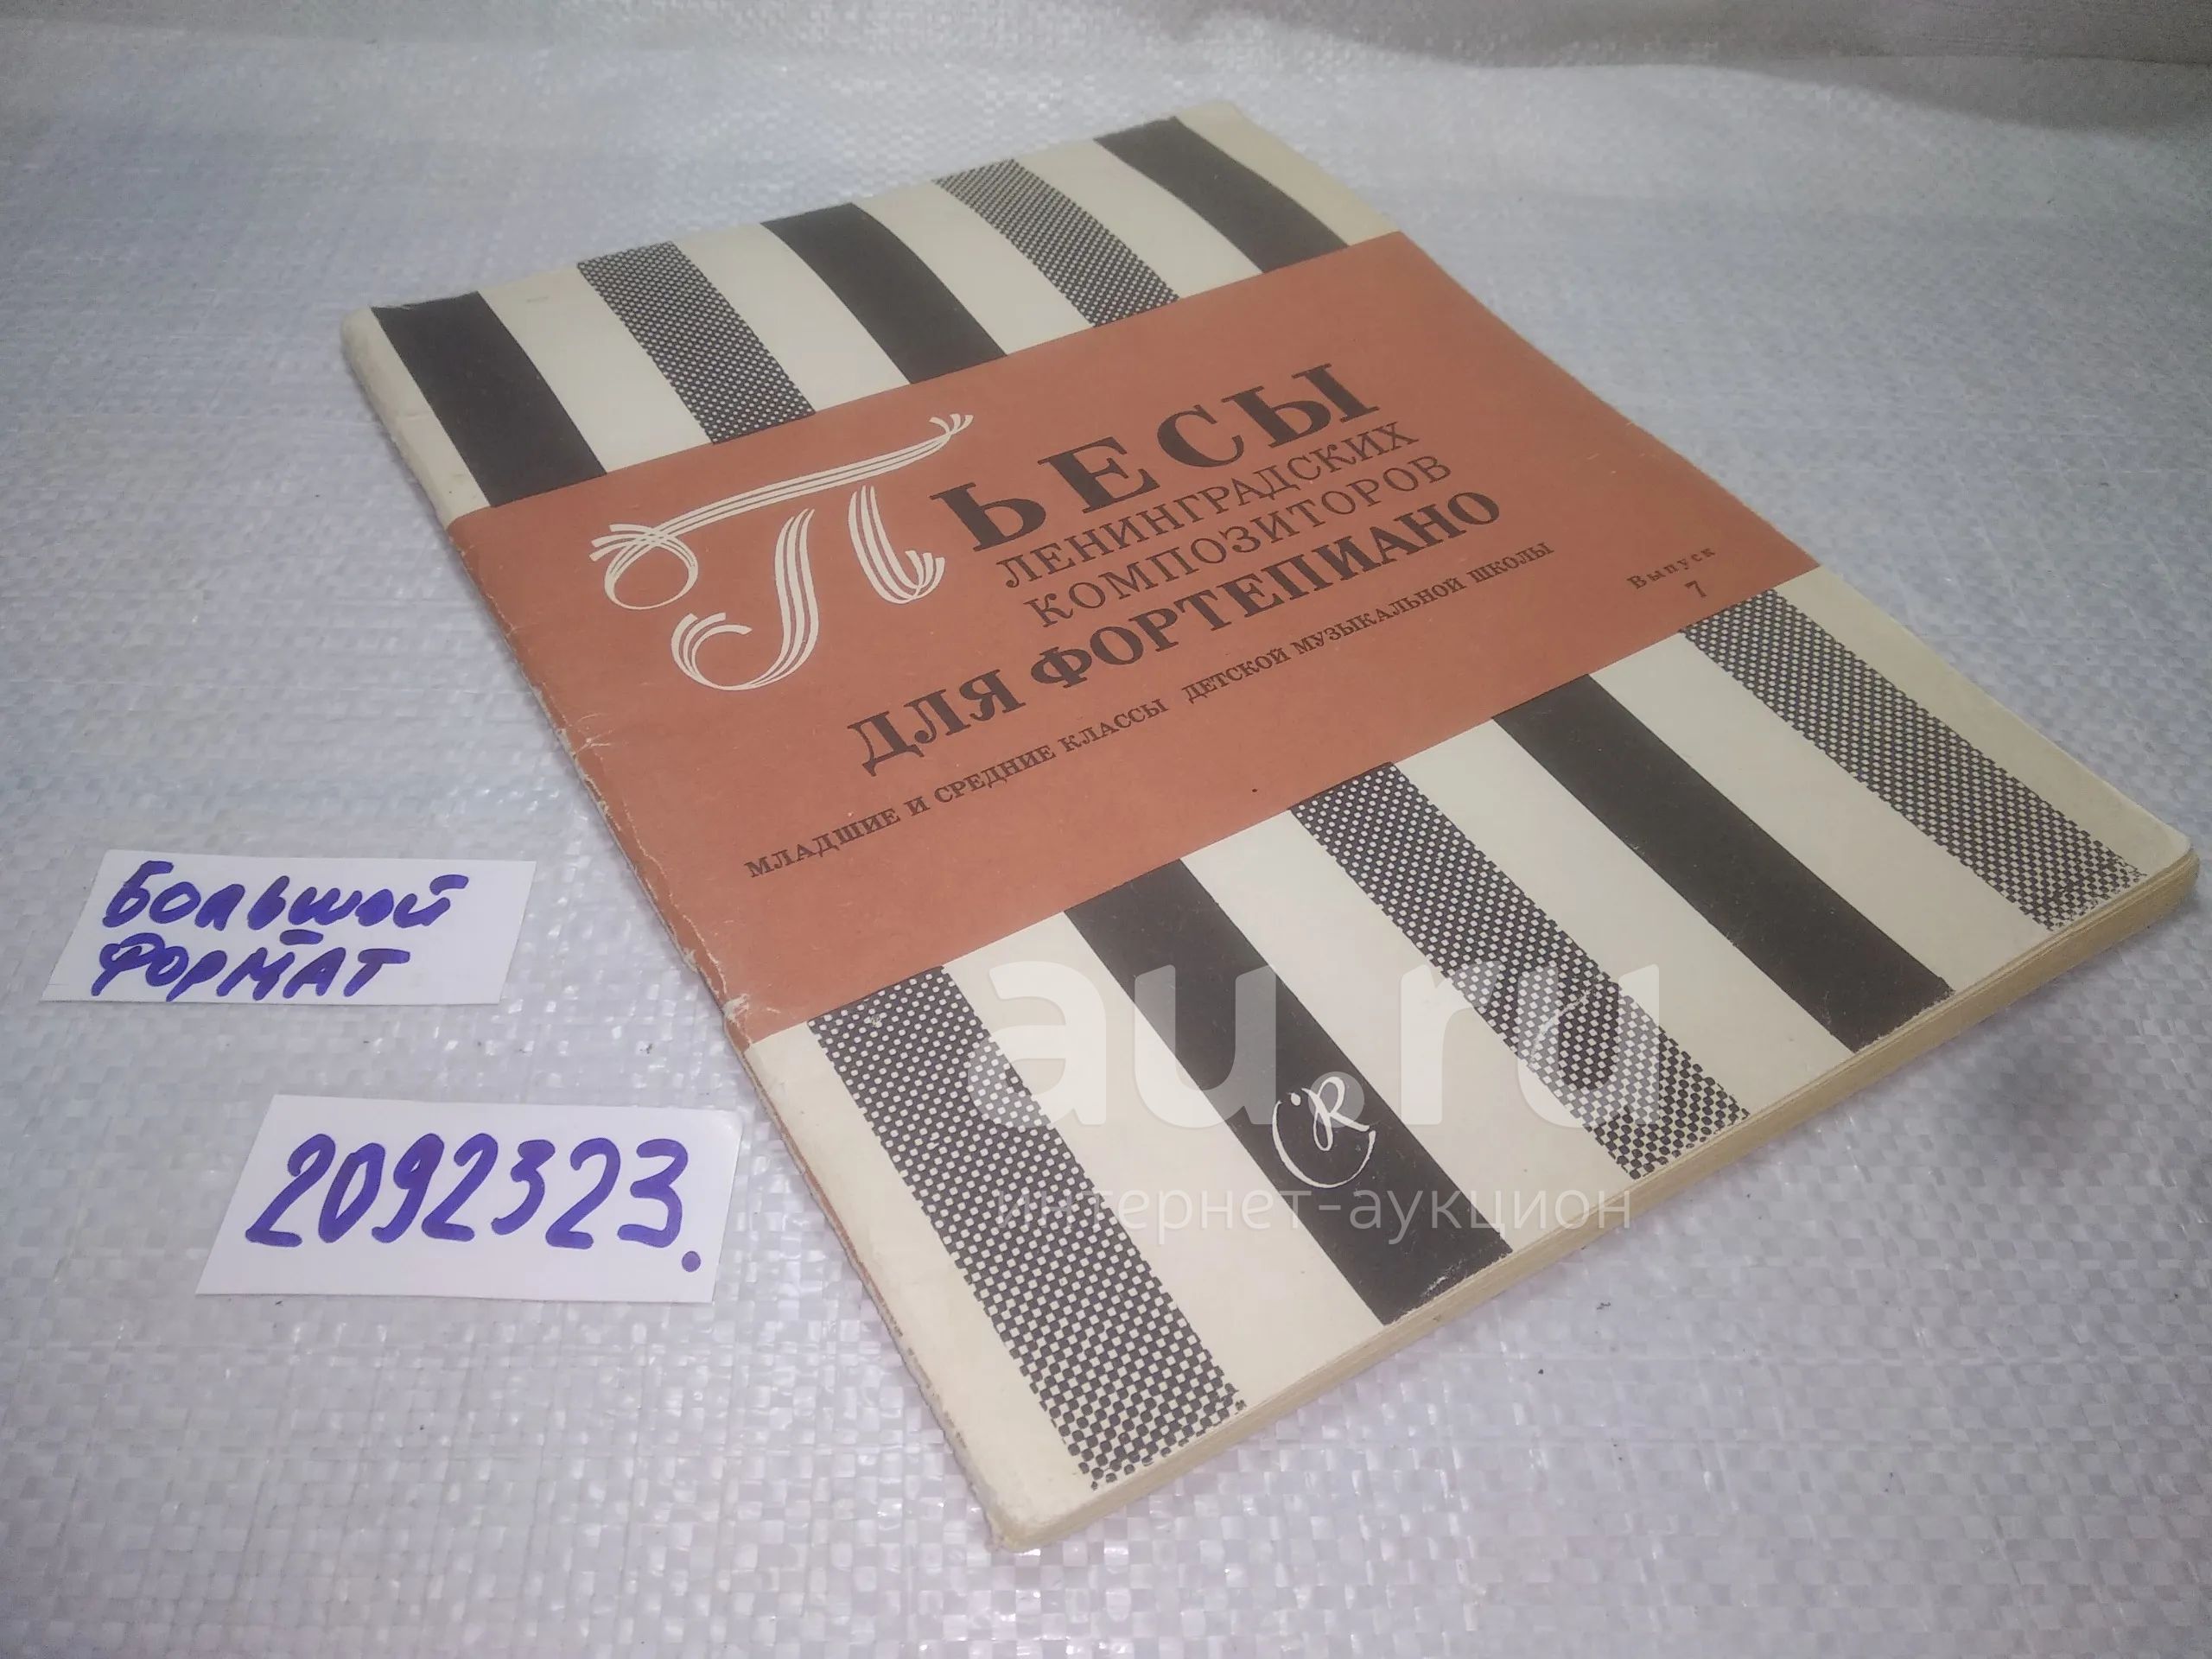 ПЬЕСЫ
ЛЕНИНГРАДСКИХ
КОМПОЗИТОРОВ
ДЛЯ ФОРТЕПИАНО
МЛАДШИЕ И СРЕДНИЕ КЛАССЫ ДЕТСКОЙ МУЗЫКАЛЬНОЙ ШКОЛЫ
Выпуск
7
Большой
формат
2092323.
au.ru
интернет-аукцион